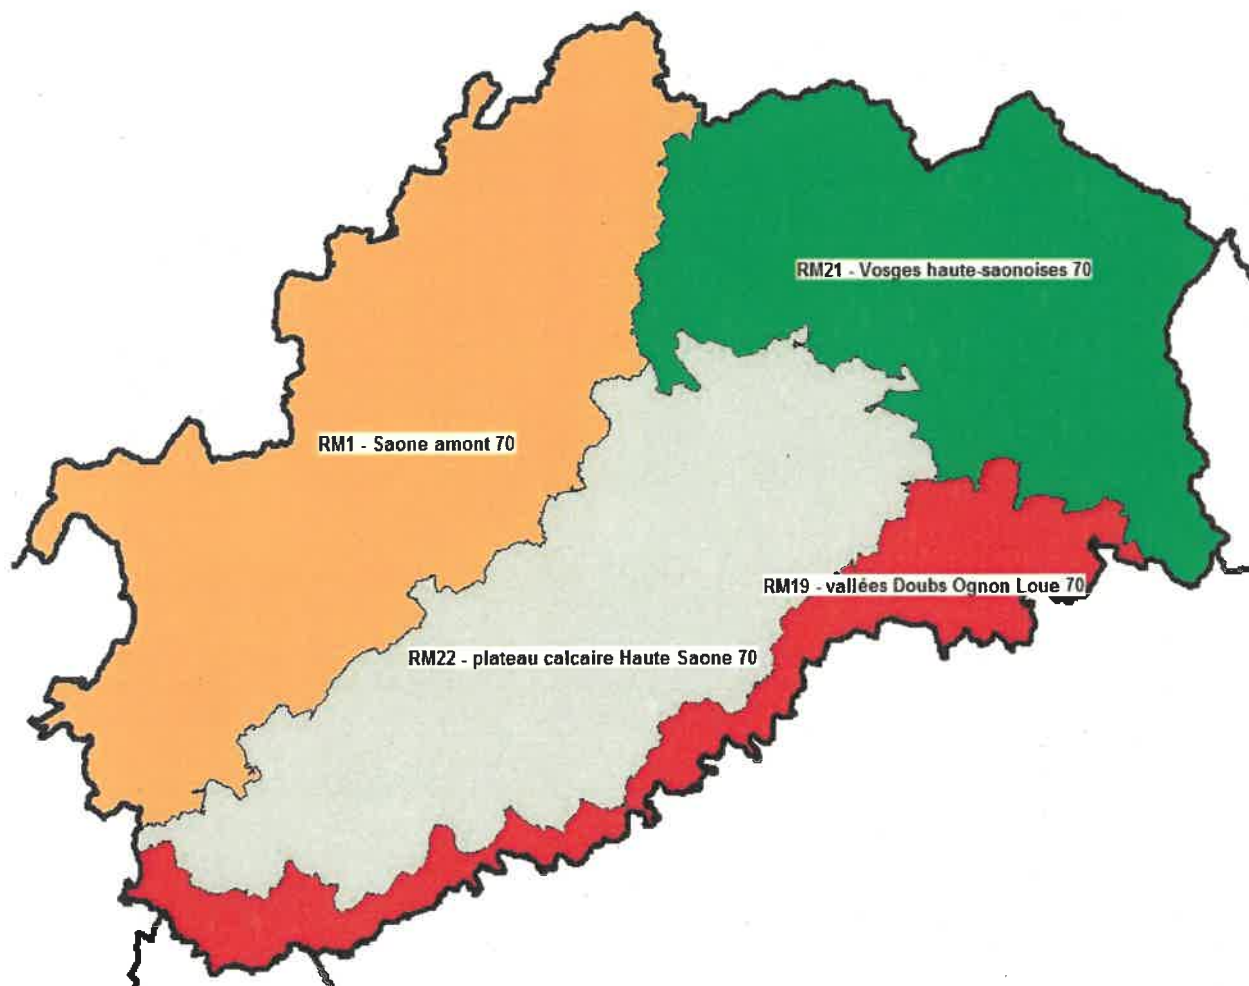 RM21 - Vosges haute-saonoises 70
RM1 - Saone amont 70
RM19 - vallées Doubs Ognon Loue 70
RM22 - plateau calcaire Haute Saone 70